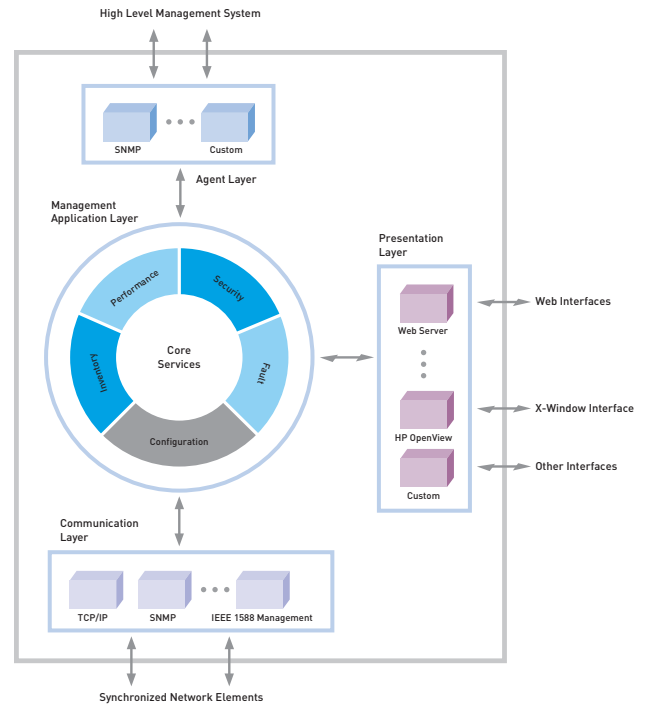 High Level Management System
SNMP
Custom
Agent Layer
Management
Application Layer
Performance
Security
Inventory
Core
Services
Fault
Configuration
Presentation
Layer
Web Server
Web Interfaces
HP OpenView
X-Window Interface
Custom
Other Interfaces
Communication
Layer
TCP/IP
SNMP
IEEE 1588 Management
Synchronized Network Elements